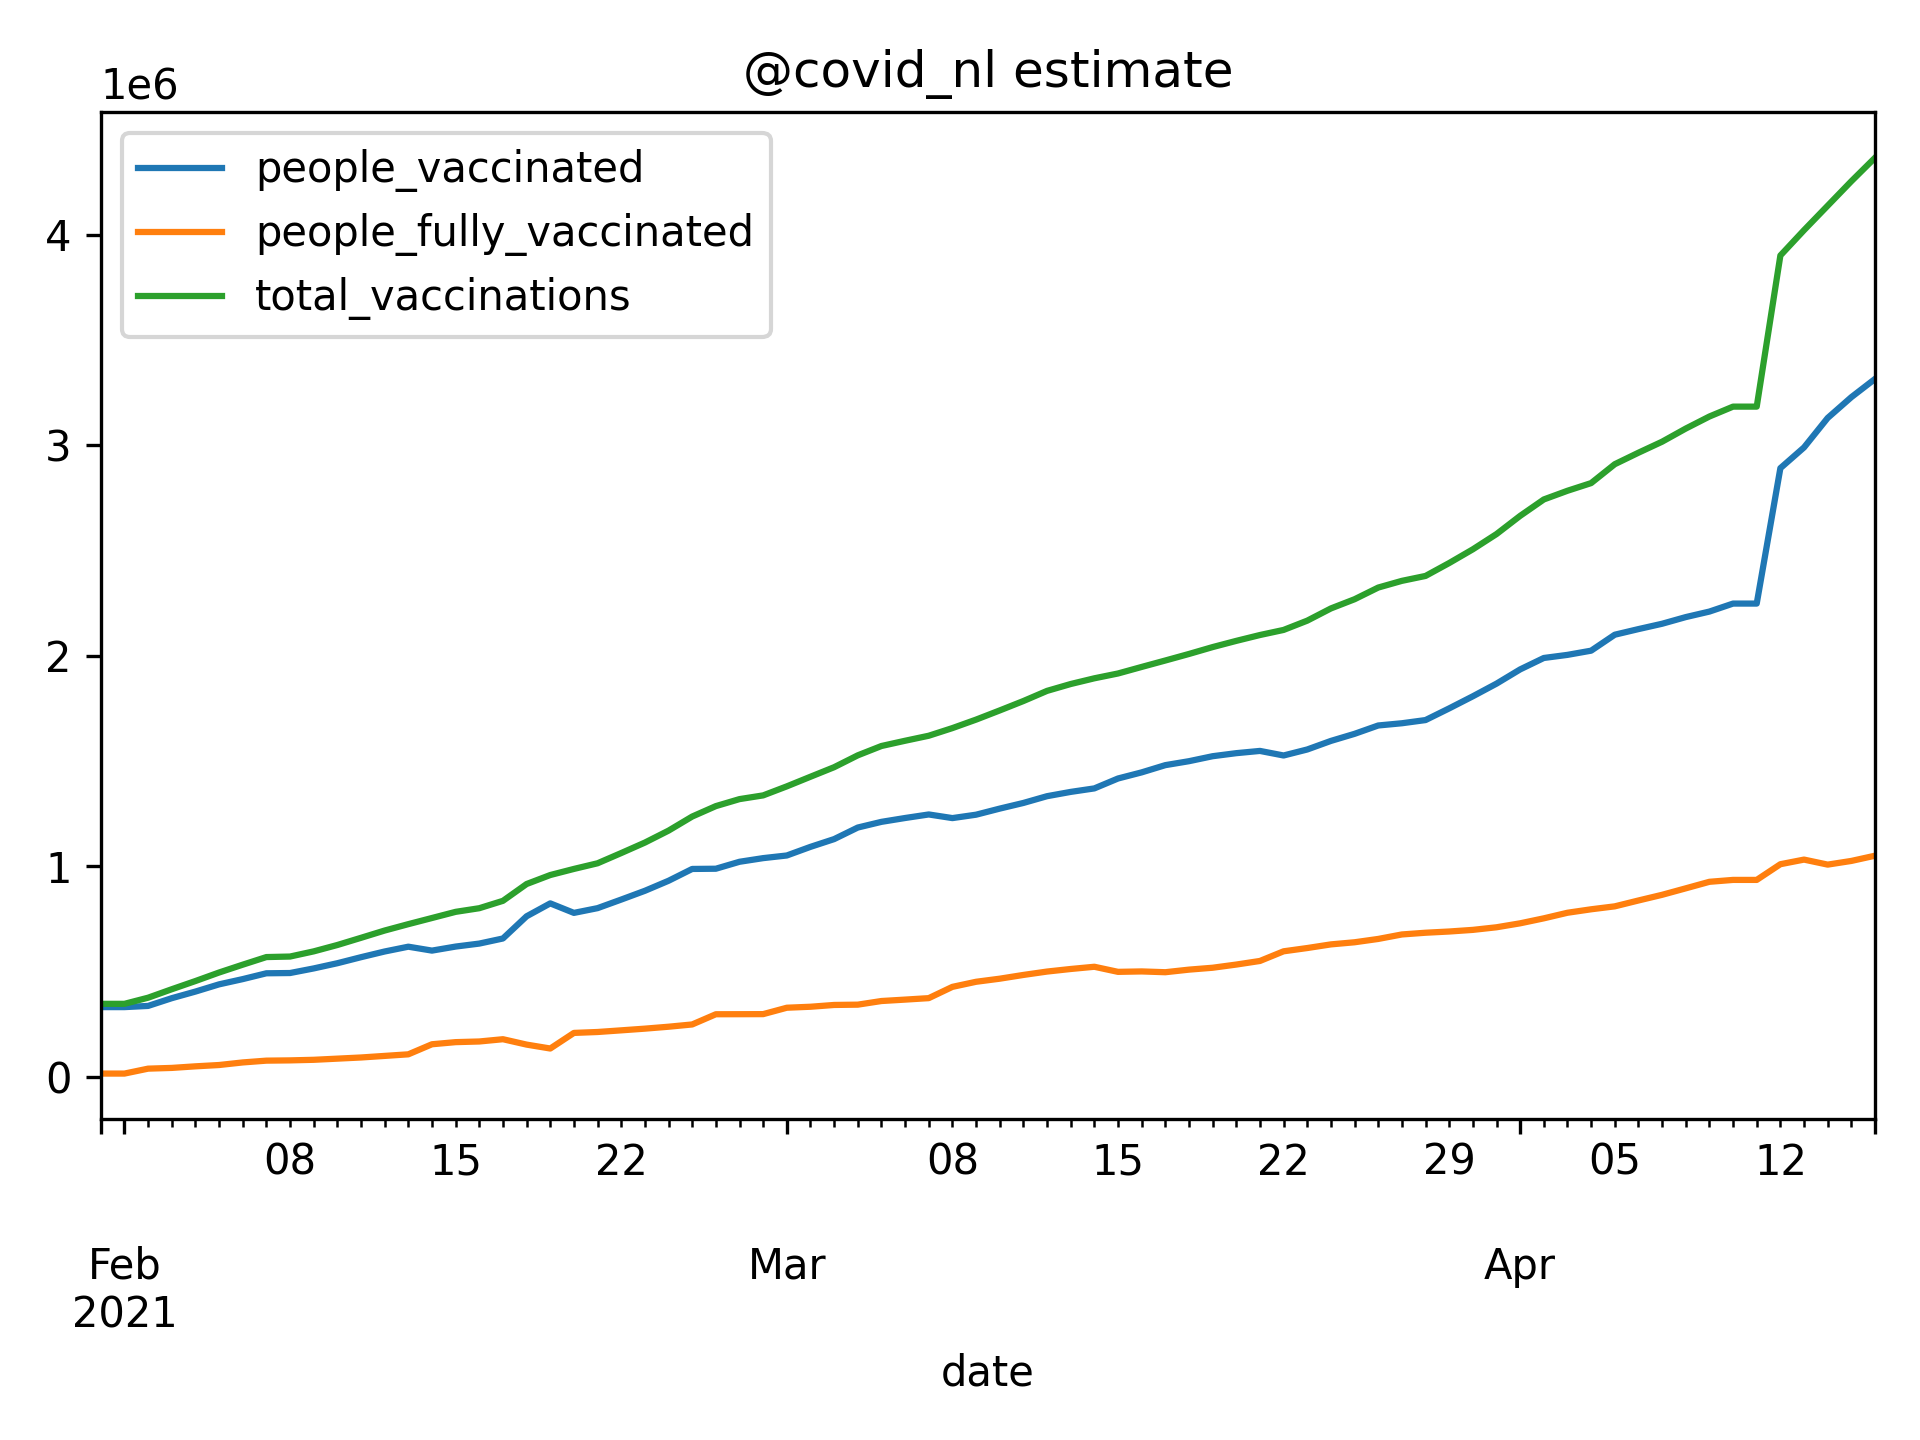 @covid_nl estimate
1e6
people_vaccinated
people_fully_vaccinated
total_vaccinations
4
3
2
1
0
08 15 22 08 15 22 29 05 12
Feb Mar Apr
2021
date